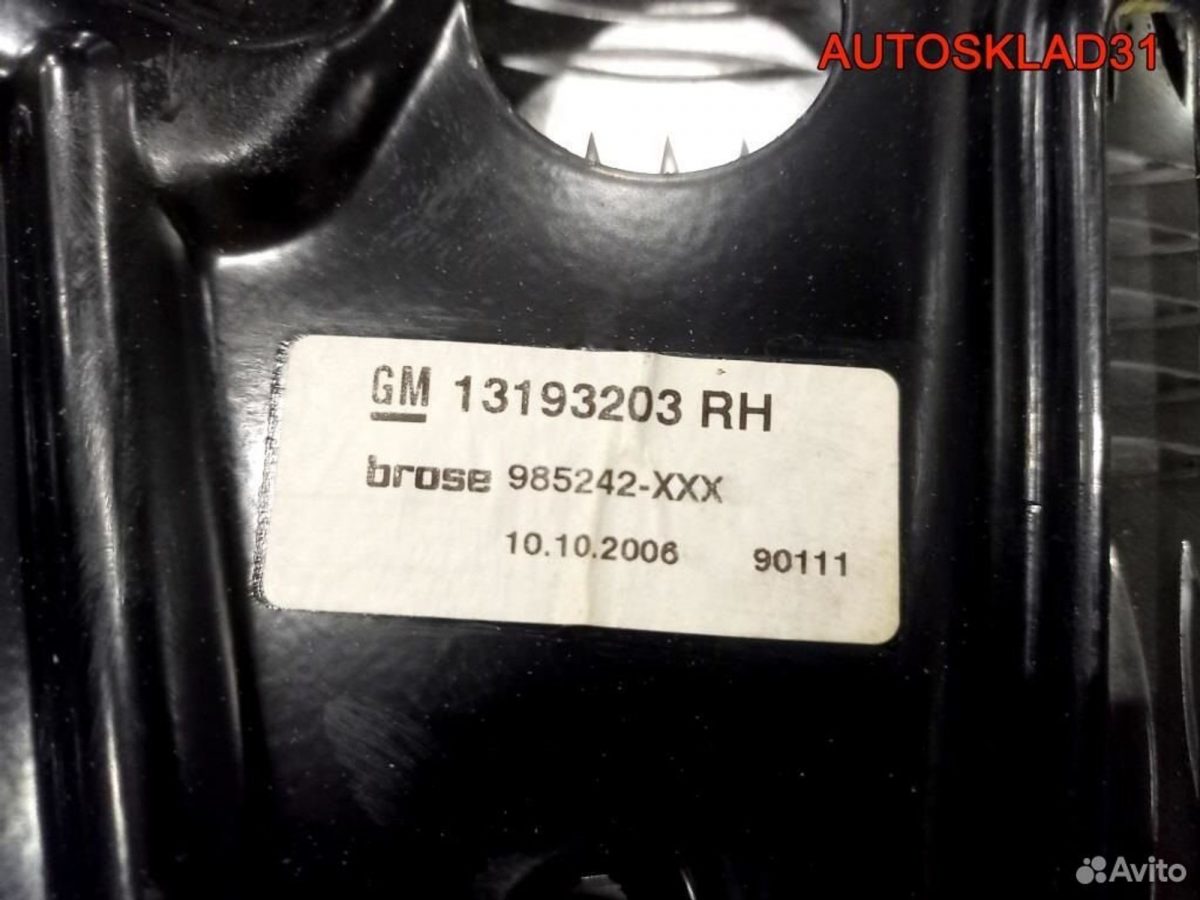 AUTOSKLAD31
GM 13193203 RH
brose 985242-XXX
10.10.2006 90111
Avito